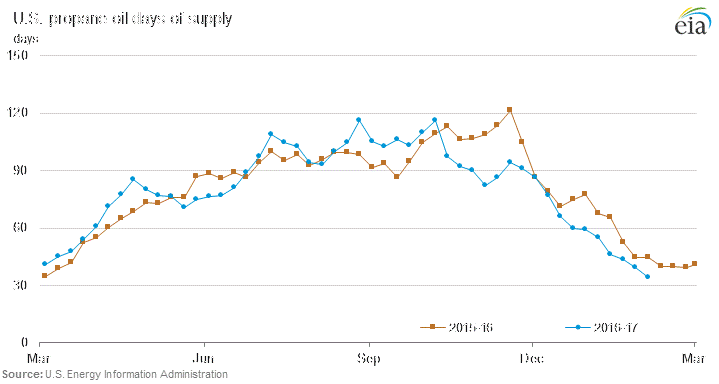 U.S. propane oil days of supply
eia
days
150
120
90
60
30
0
2015-16
2016-17
Mar
Jun
Sep
Dec
Mar
Source: U.S. Energy Information Administration